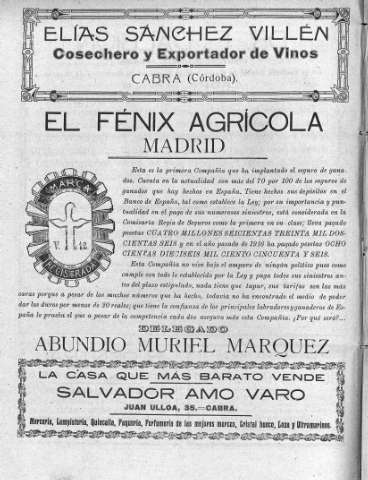 ELÍAS SÁNCHEZ VILLÉN
Cosechero y Exportador de Vinos
CABRA (Córdoba).
EL FÉNIX AGRÍCOLA
MADRID
Esta es la primera Compañía que ha implantado el seguro de gana-
dos. Cuenta en la actualidad con más del 70 por 100 de los seguros de
ganados que hay hechos en España. Tiene hechos sus depósitos en el
Banco de España, tal como establece la Ley; por su importancia y pun-
tualidad en el pago de sus numerosos siniestros, está considerada en la
Comisaría Regia de Seguros como la primera en su clase; lleva pagado
pesetas CUATRO MILLONES SEISCIENTAS TREINTA MIL DOS-
CIENTAS SEIS y en el año pasado de 1916 ha pagado pesetas OCHO
CIENTAS DIECISEIS MIL CIENTO CINCUENTA Y SEIS.
Esta Compañía no vive bajo el amparo de ningún político pues como
cumple con todo lo establecido por la Ley y paga todos sus siniestros an-
tes del plazo estipulado, nada tiene que tapar, sus tarifas son las más
caras porque a pesar de los muchos números que ha hecho, todavía no ha encontrado el medio de poder
dar los duros por menos de 20 reales; que tiene la confianza de los principales labradores y ganaderos de Es-
paña lo prueba el que a pesar de la competencia cada día asegura más esta Compañía. ¿Por qué será?...
MARCA
V. 12.
REGISTRADA
DELEGADO
ABUNDIO MURIEL MARQUEZ
LA CASA QUE MÁS BARATO VENDE
SALVADOR AMO VARO
JUAN ULLOA, 35.—CABRA.
Mercería, Lampistería, Quincalla, Paquetería, Perfumería de las mejores marcas, Cristal hueco, Loza y Ultramarinos.